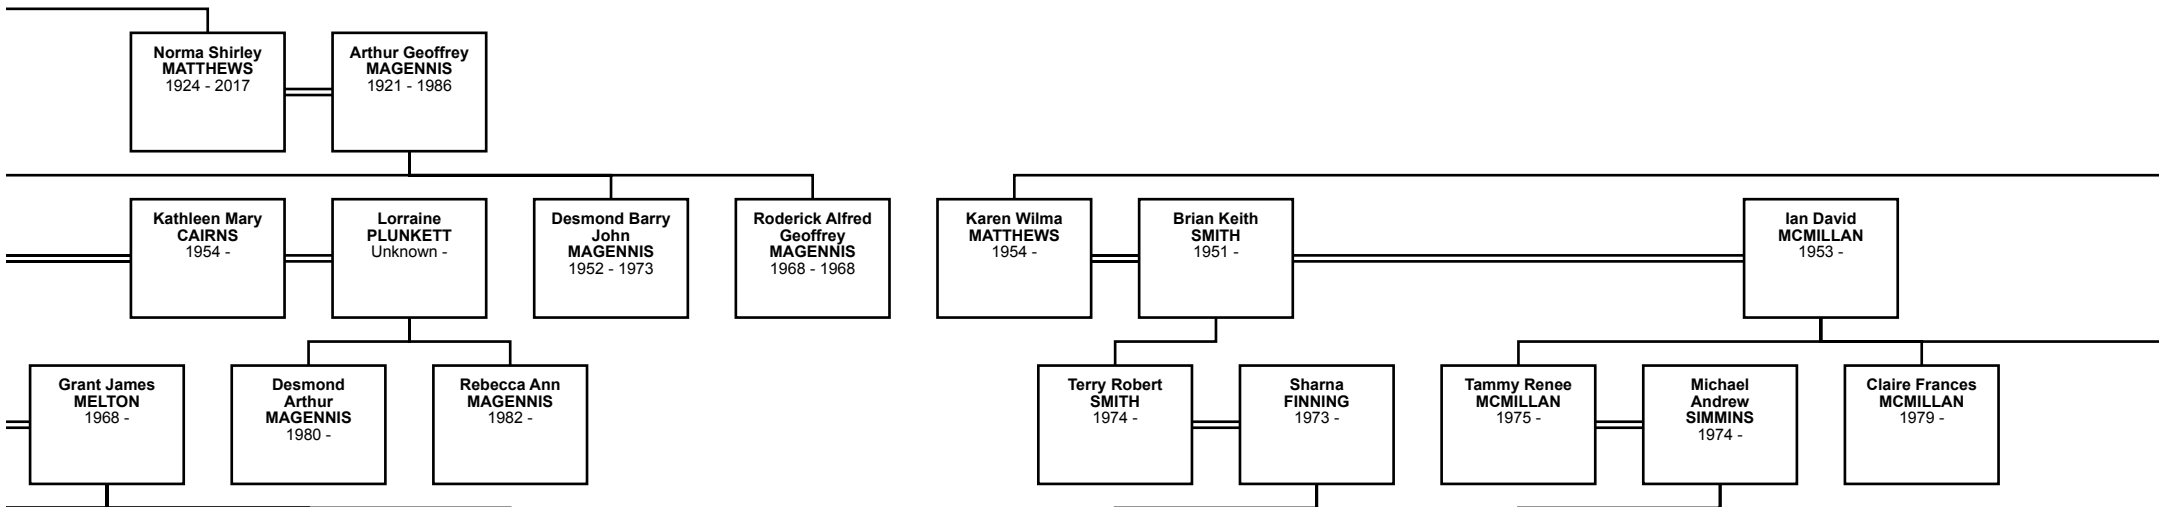 Norma Shirley
MATTHEWS
1924 - 2017
Arthur Geoffrey
MAGENNIS
1921 - 1986
Kathleen Mary
CAIRNS
1954 -
Lorraine
PLUNKETT
Unknown -
Desmond Barry
John
MAGENNIS
1952 - 1973
Roderick Alfred
Geoffrey
MAGENNIS
1968 - 1968
Karen Wilma
MATTHEWS
1954 -
Brian Keith
SMITH
1951 -
Ian David
MCMILLAN
1953 -
Grant James
MELTON
1968 -
Desmond
Arthur
MAGENNIS
1980 -
Rebecca Ann
MAGENNIS
1982 -
Terry Robert
SMITH
1974 -
Sharna
FINNING
1973 -
Tammy Renee
MCMILLAN
1975 -
Michael
Andrew
SIMMINS
1974 -
Claire Frances
MCMILLAN
1979 -